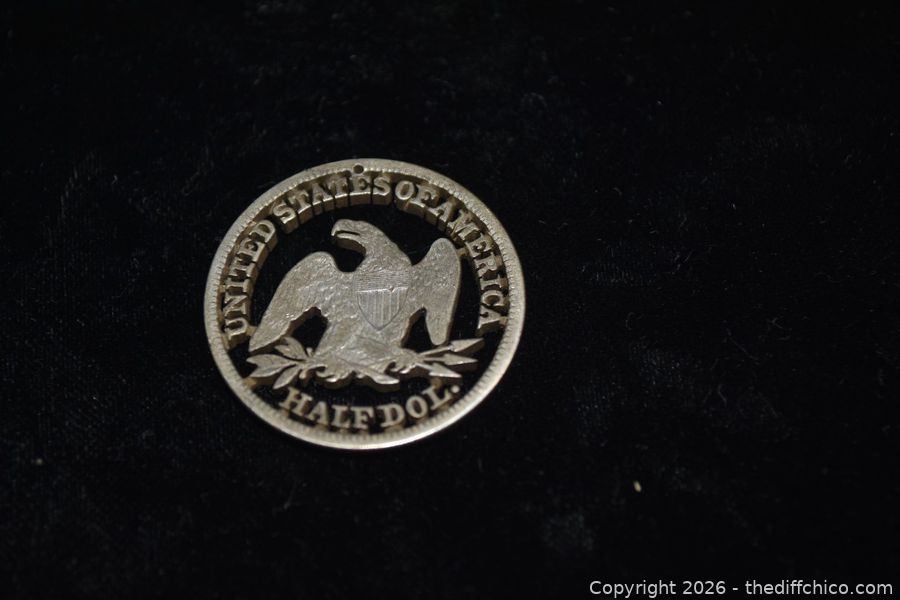 UNITED STATES OF AMERICA
HALF DOL.
Copyright 2026 - thediffchico.com